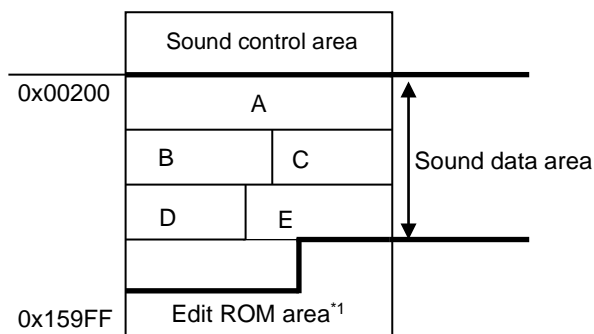 Sound control area
0x00200
A
B C
Sound data area
D E
0x159FF
Edit ROM area*1